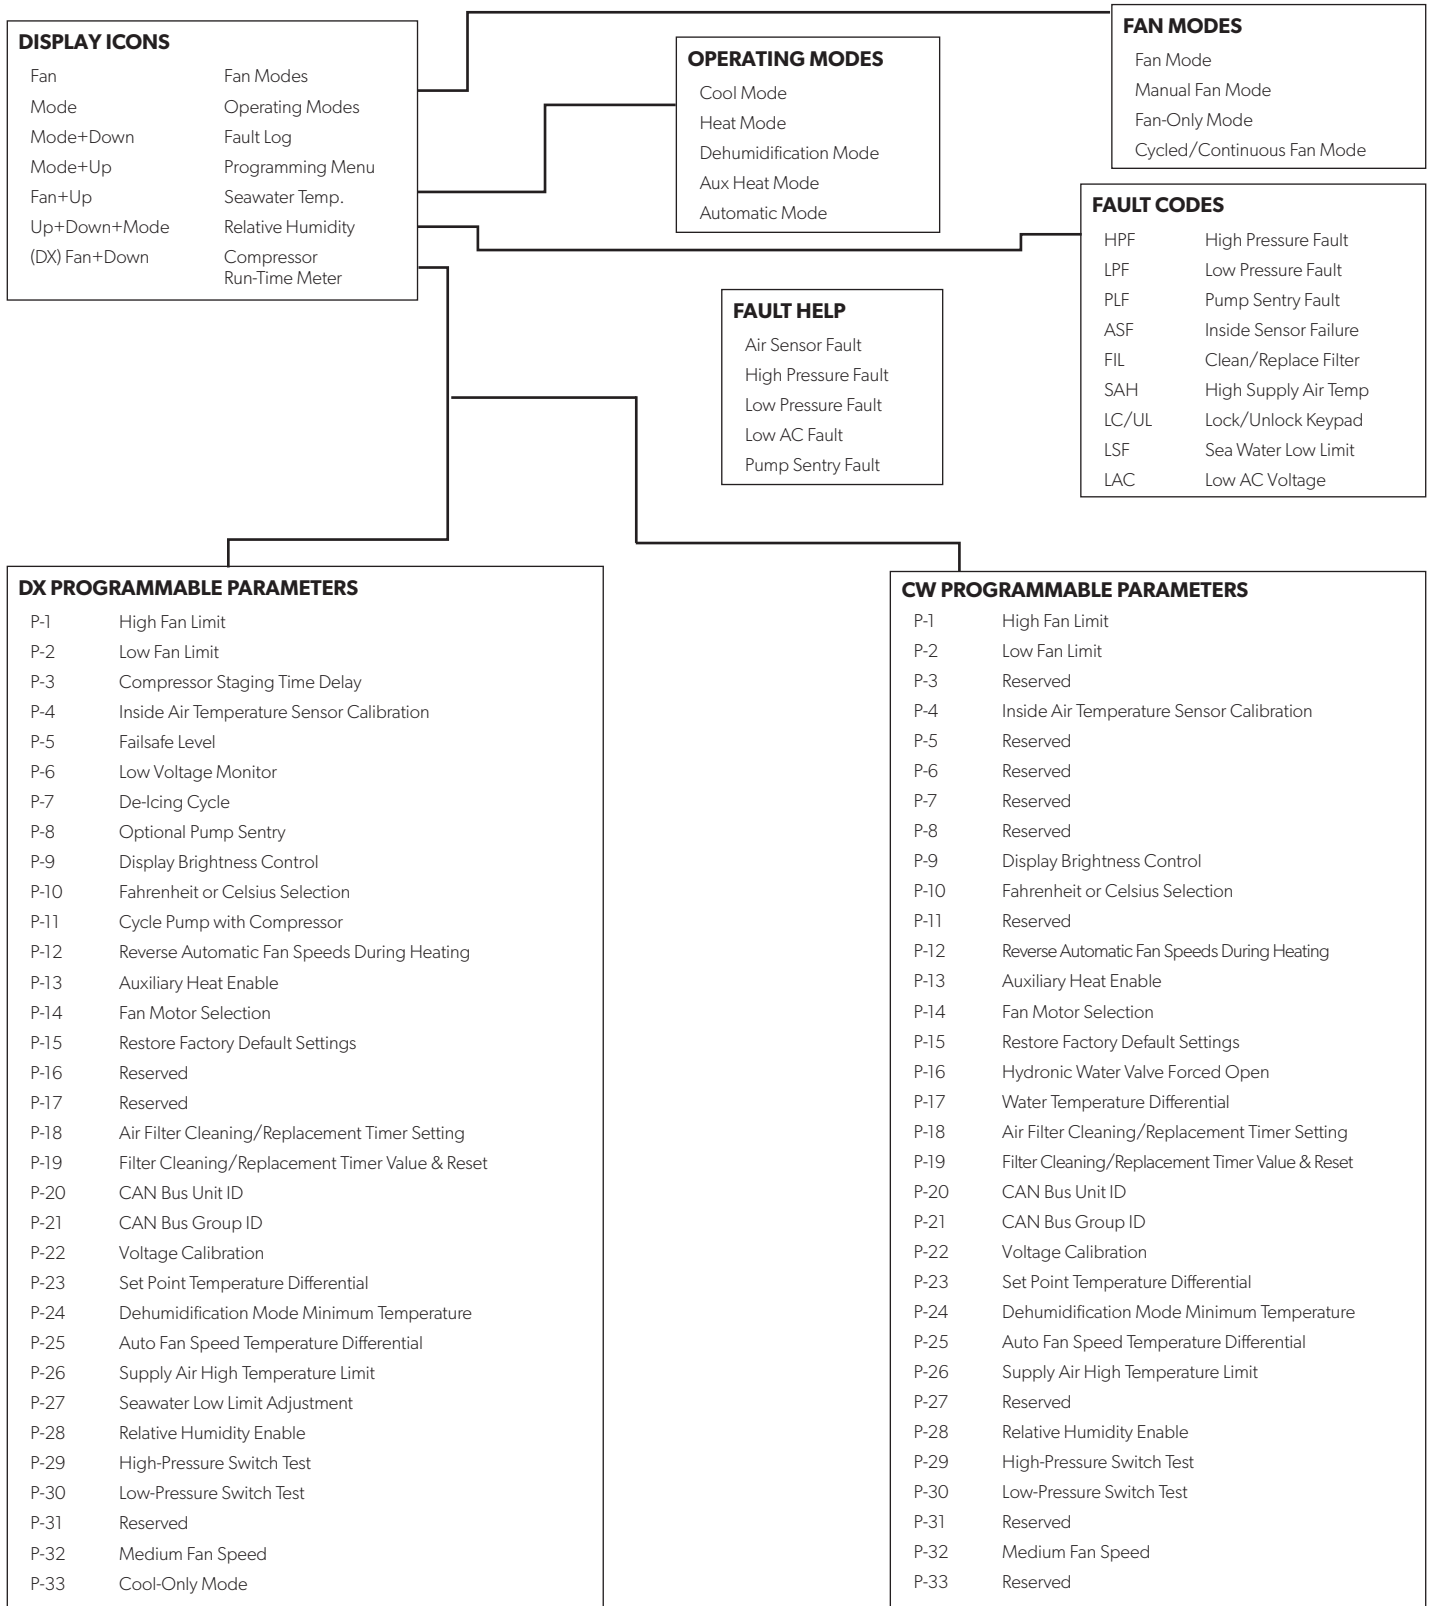 DISPLAY ICONS
Fan Fan Modes
Mode Operating Modes
Mode+Down Fault Log
Mode+Up Programming Menu
Fan+Up Seawater Temp.
Up+Down+Mode Relative Humidity
(DX) Fan+Down Compressor
Run-Time Meter
OPERATING MODES
Cool Mode
Heat Mode
Dehumidification Mode
Aux Heat Mode
Automatic Mode
FAN MODES
Fan Mode
Manual Fan Mode
Fan-Only Mode
Cycled/Continuous Fan Mode
FAULT CODES
HPF High Pressure Fault
LPF Low Pressure Fault
PLF Pump Sentry Fault
ASF Inside Sensor Failure
FIL Clean/Replace Filter
SAH High Supply Air Temp
LC/UL Lock/Unlock Keypad
LSF Sea Water Low Limit
LAC Low AC Voltage
FAULT HELP
Air Sensor Fault
High Pressure Fault
Low Pressure Fault
Low AC Fault
Pump Sentry Fault
DX PROGRAMMABLE PARAMETERS
P-1 High Fan Limit
P-2 Low Fan Limit
P-3 Compressor Staging Time Delay
P-4 Inside Air Temperature Sensor Calibration
P-5 Failsafe Level
P-6 Low Voltage Monitor
P-7 De-Icing Cycle
P-8 Optional Pump Sentry
P-9 Display Brightness Control
P-10 Fahrenheit or Celsius Selection
P-11 Cycle Pump with Compressor
P-12 Reverse Automatic Fan Speeds During Heating
P-13 Auxiliary Heat Enable
P-14 Fan Motor Selection
P-15 Restore Factory Default Settings
P-16 Reserved
P-17 Reserved
P-18 Air Filter Cleaning/Replacement Timer Setting
P-19 Filter Cleaning/Replacement Timer Value & Reset
P-20 CAN Bus Unit ID
P-21 CAN Bus Group ID
P-22 Voltage Calibration
P-23 Set Point Temperature Differential
P-24 Dehumidification Mode Minimum Temperature
P-25 Auto Fan Speed Temperature Differential
P-26 Supply Air High Temperature Limit
P-27 Seawater Low Limit Adjustment
P-28 Relative Humidity Enable
P-29 High-Pressure Switch Test
P-30 Low-Pressure Switch Test
P-31 Reserved
P-32 Medium Fan Speed
P-33 Cool-Only Mode
CW PROGRAMMABLE PARAMETERS
P-1 High Fan Limit
P-2 Low Fan Limit
P-3 Reserved
P-4 Inside Air Temperature Sensor Calibration
P-5 Reserved
P-6 Reserved
P-7 Reserved
P-8 Reserved
P-9 Display Brightness Control
P-10 Fahrenheit or Celsius Selection
P-11 Reserved
P-12 Reverse Automatic Fan Speeds During Heating
P-13 Auxiliary Heat Enable
P-14 Fan Motor Selection
P-15 Restore Factory Default Settings
P-16 Hydronic Water Valve Forced Open
P-17 Water Temperature Differential
P-18 Air Filter Cleaning/Replacement Timer Setting
P-19 Filter Cleaning/Replacement Timer Value & Reset
P-20 CAN Bus Unit ID
P-21 CAN Bus Group ID
P-22 Voltage Calibration
P-23 Set Point Temperature Differential
P-24 Dehumidification Mode Minimum Temperature
P-25 Auto Fan Speed Temperature Differential
P-26 Supply Air High Temperature Limit
P-27 Reserved
P-28 Relative Humidity Enable
P-29 High-Pressure Switch Test
P-30 Low-Pressure Switch Test
P-31 Reserved
P-32 Medium Fan Speed
P-33 Reserved